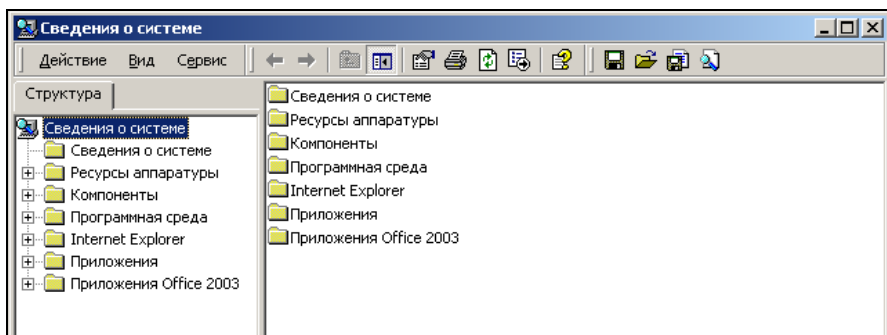 Сведения о системе
Действие Вид Сервис
Структура
Сведения о системе
Сведения о системе
Ресурсы аппаратуры
Компоненты
Программная среда
Internet Explorer
Приложения
Приложения Office 2003
Сведения о системе
Ресурсы аппаратуры
Компоненты
Программная среда
Internet Explorer
Приложения
Приложения Office 2003